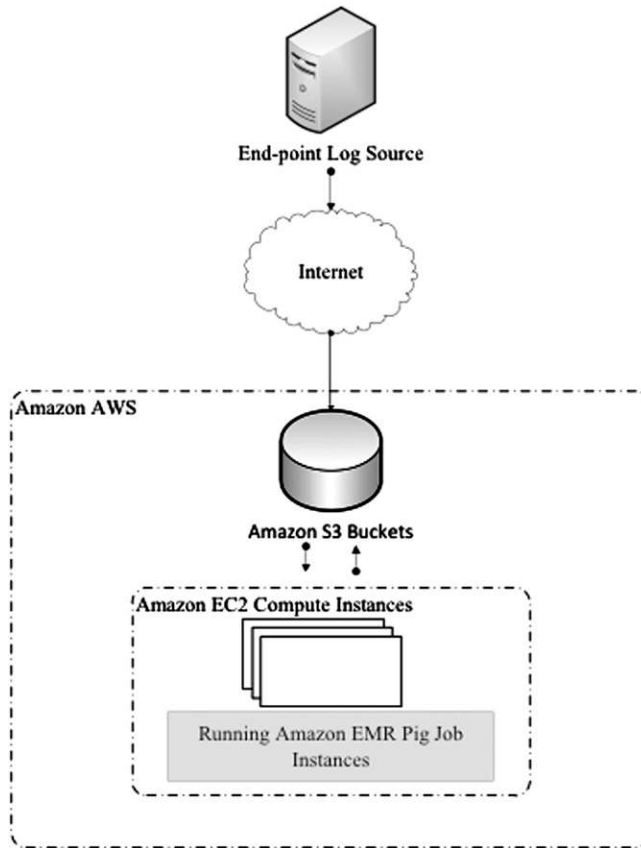 End-point Log Source
Internet
Amazon AWS
Amazon S3 Buckets
Amazon EC2 Compute Instances
Running Amazon EMR Pig Job
Instances